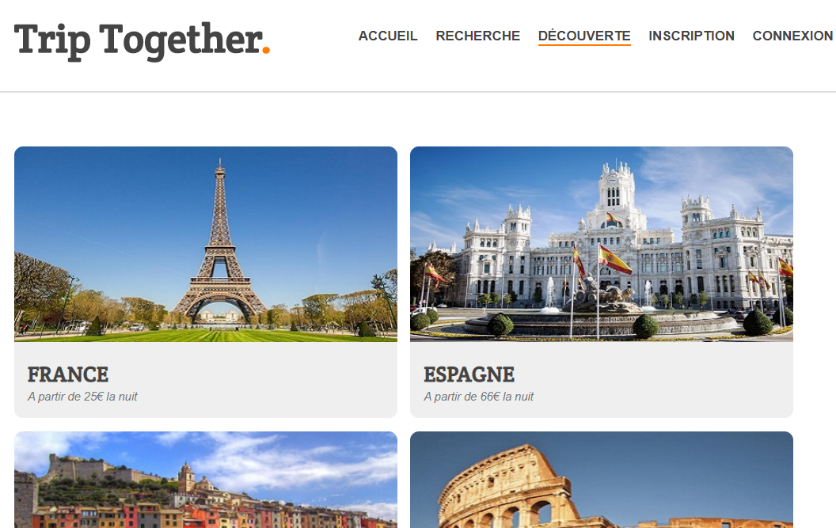 Trip Together.
ACCUEIL RECHERCHE DÉCOUVERTE INSCRIPTION CONNEXION
FRANCE
A partir de 25€ la nuit
ESPAGNE
A partir de 66€ la nuit